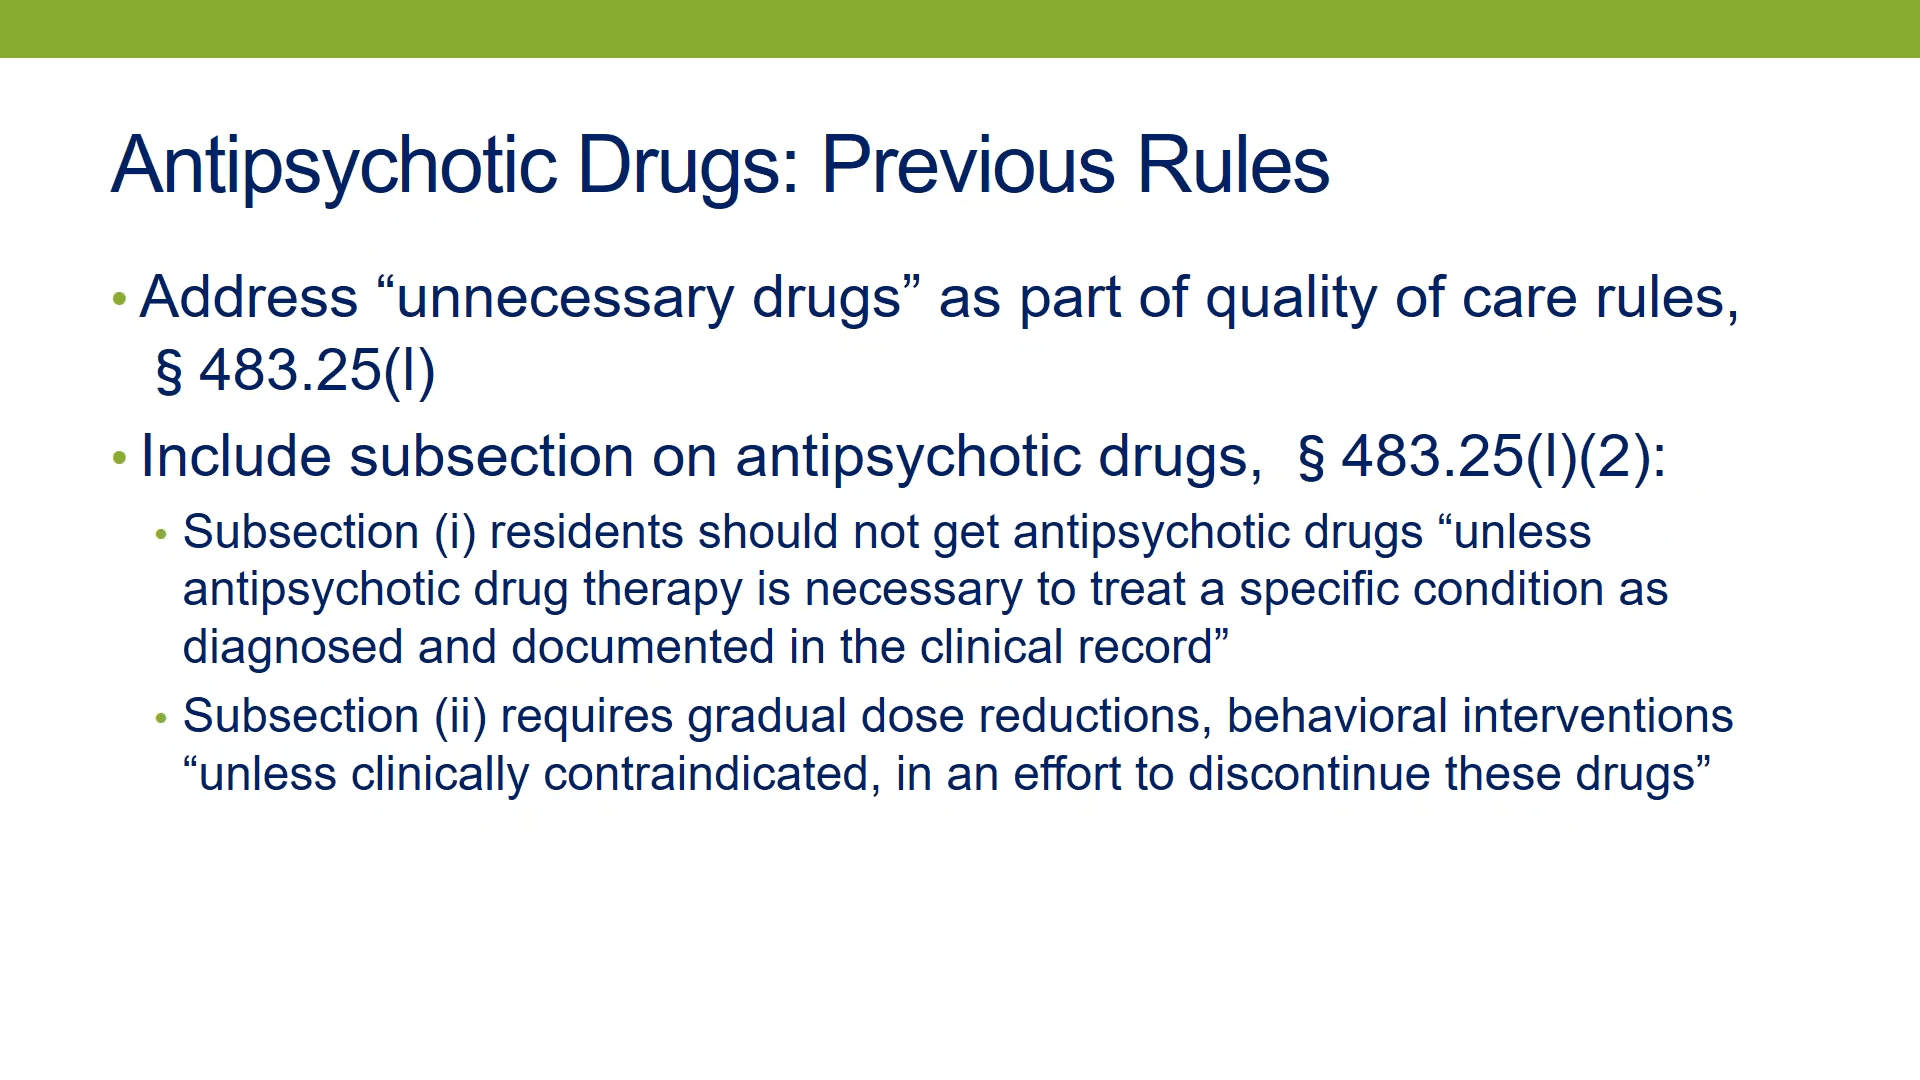 Antipsychotic Drugs: Previous Rules
• Address “unnecessary drugs” as part of quality of care rules,
§ 483.25(l)
• Include subsection on antipsychotic drugs,  § 483.25(l)(2):
• Subsection (i) residents should not get antipsychotic drugs “unless
antipsychotic drug therapy is necessary to treat a specific condition as
diagnosed and documented in the clinical record”
• Subsection (ii) requires gradual dose reductions, behavioral interventions
“unless clinically contraindicated, in an effort to discontinue these drugs”